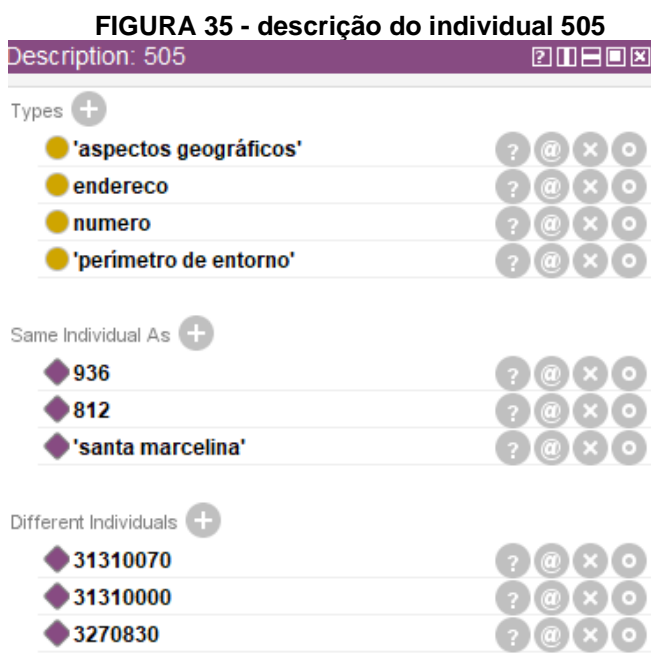 FIGURA 35 - descrição do individual 505
Description: 505
Types
'aspectos geográficos'
endereco
numero
'perímetro de entorno'
Same Individual As
936
812
'santa marcelina'
Different Individuals
31310070
31310000
3270830